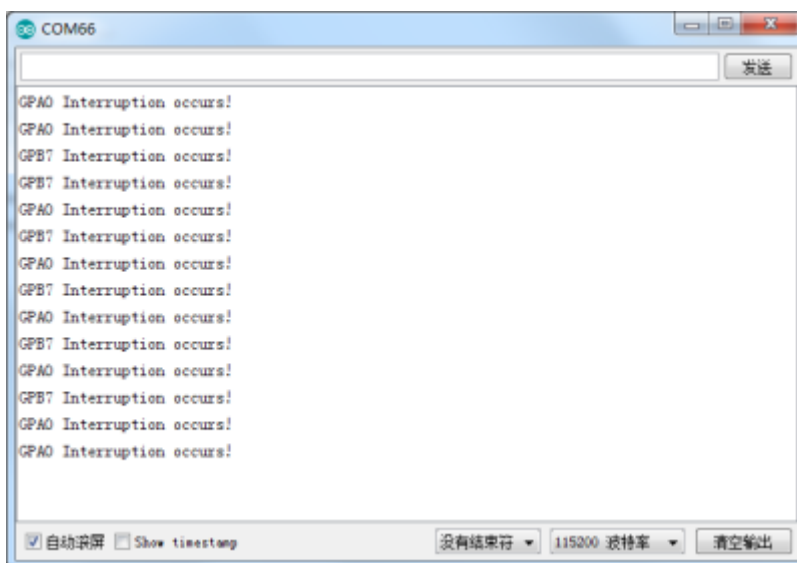 COM66
发送
GPA0 Interruption occurs!
GPA0 Interruption occurs!
GPB7 Interruption occurs!
GPB7 Interruption occurs!
GPA0 Interruption occurs!
GPB7 Interruption occurs!
GPA0 Interruption occurs!
GPB7 Interruption occurs!
GPA0 Interruption occurs!
GPB7 Interruption occurs!
GPA0 Interruption occurs!
GPB7 Interruption occurs!
GPA0 Interruption occurs!
GPA0 Interruption occurs!
自动滚屏 Show timestamp 没有结束符 115200 波特率 清空输出